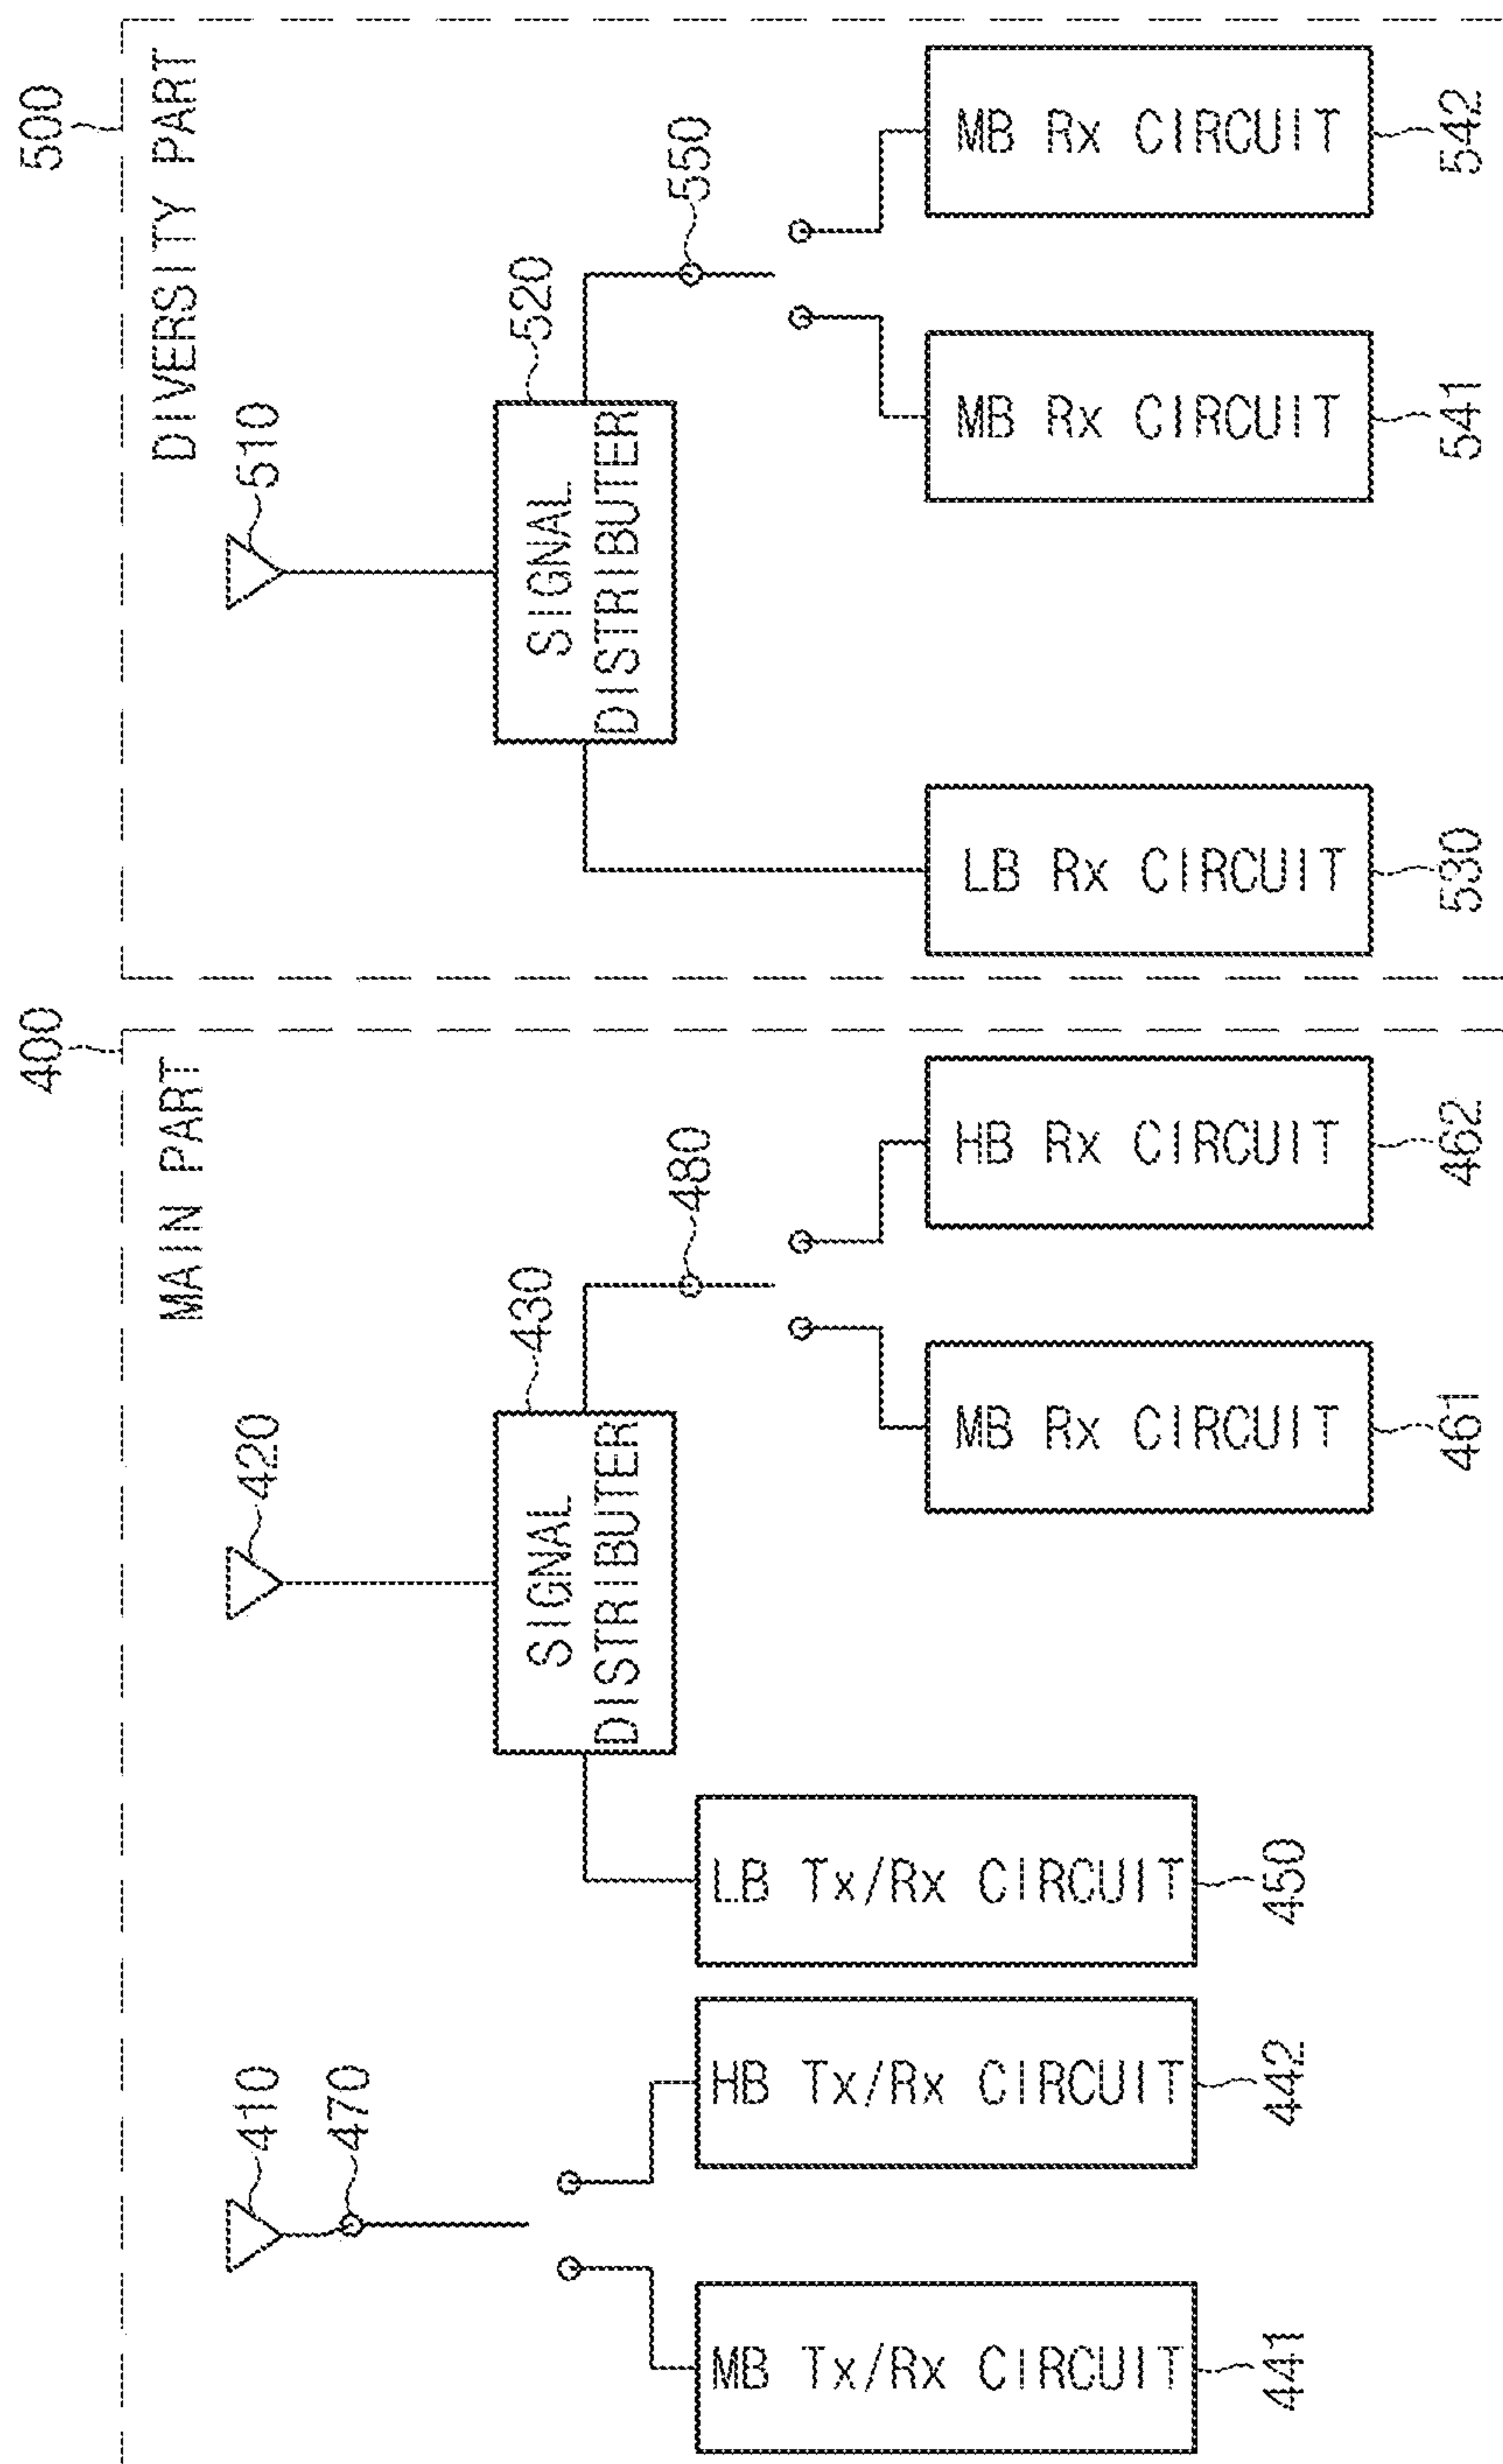 400
MAIN PART
410
470
420
430
SIGNAL
DISTRIBUTER
480
MB Tx/Rx CIRCUIT
441
HB Tx/Rx CIRCUIT
442
LB Tx/Rx CIRCUIT
450
MB Rx CIRCUIT
461
HB Rx CIRCUIT
462
500
DIVERSITY PART
510
520
SIGNAL
DISTRIBUTER
550
LB Rx CIRCUIT
530
MB Rx CIRCUIT
541
MB Rx CIRCUIT
542